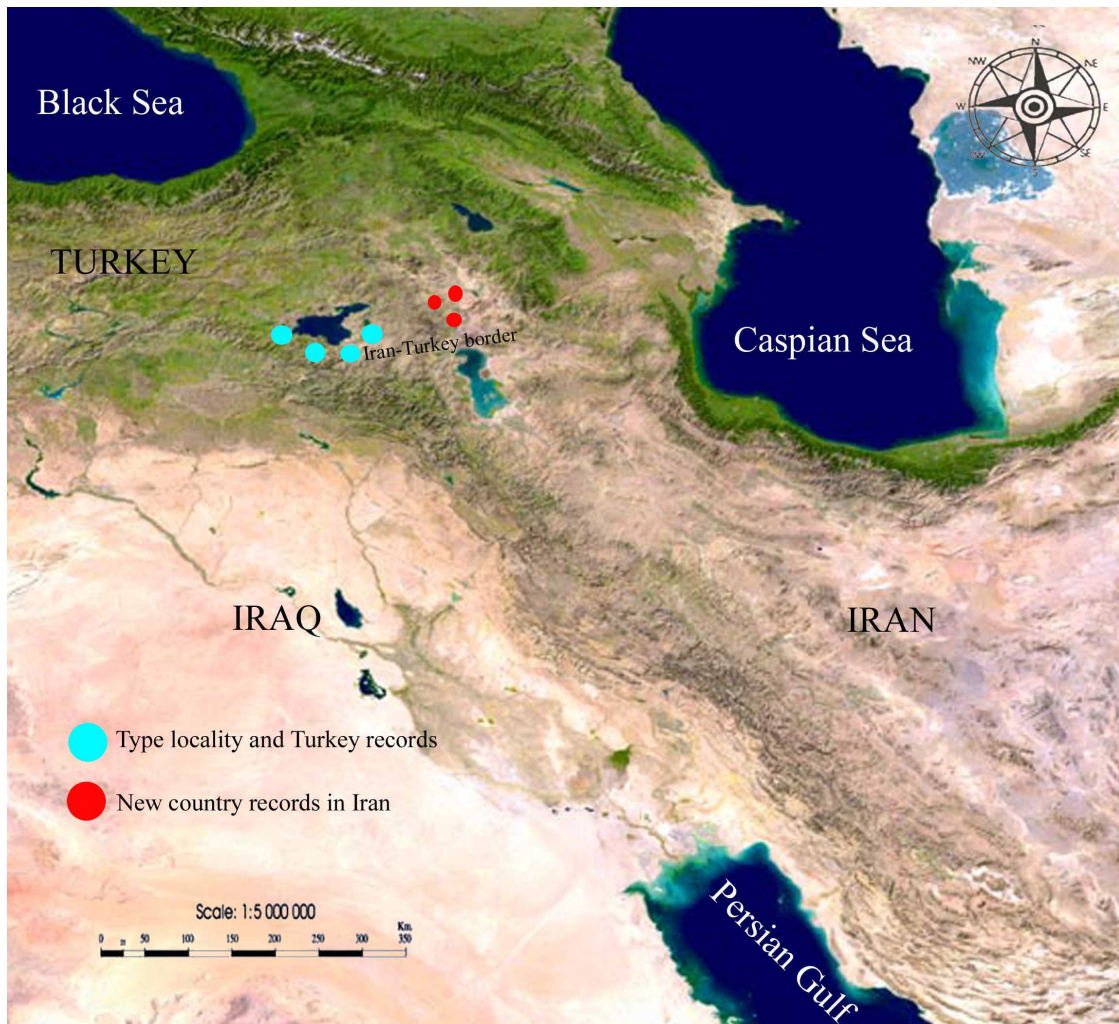 N
NW
NE
W
E
SE
S
Black Sea
TURKEY
Caspian Sea
Iran-Turkey border
IRAQ
IRAN
Type locality and Turkey records
New country records in Iran
Scale: 1:5 000 000
Km.
0 25 50 100 150 200 250 300 350
Persian Gulf